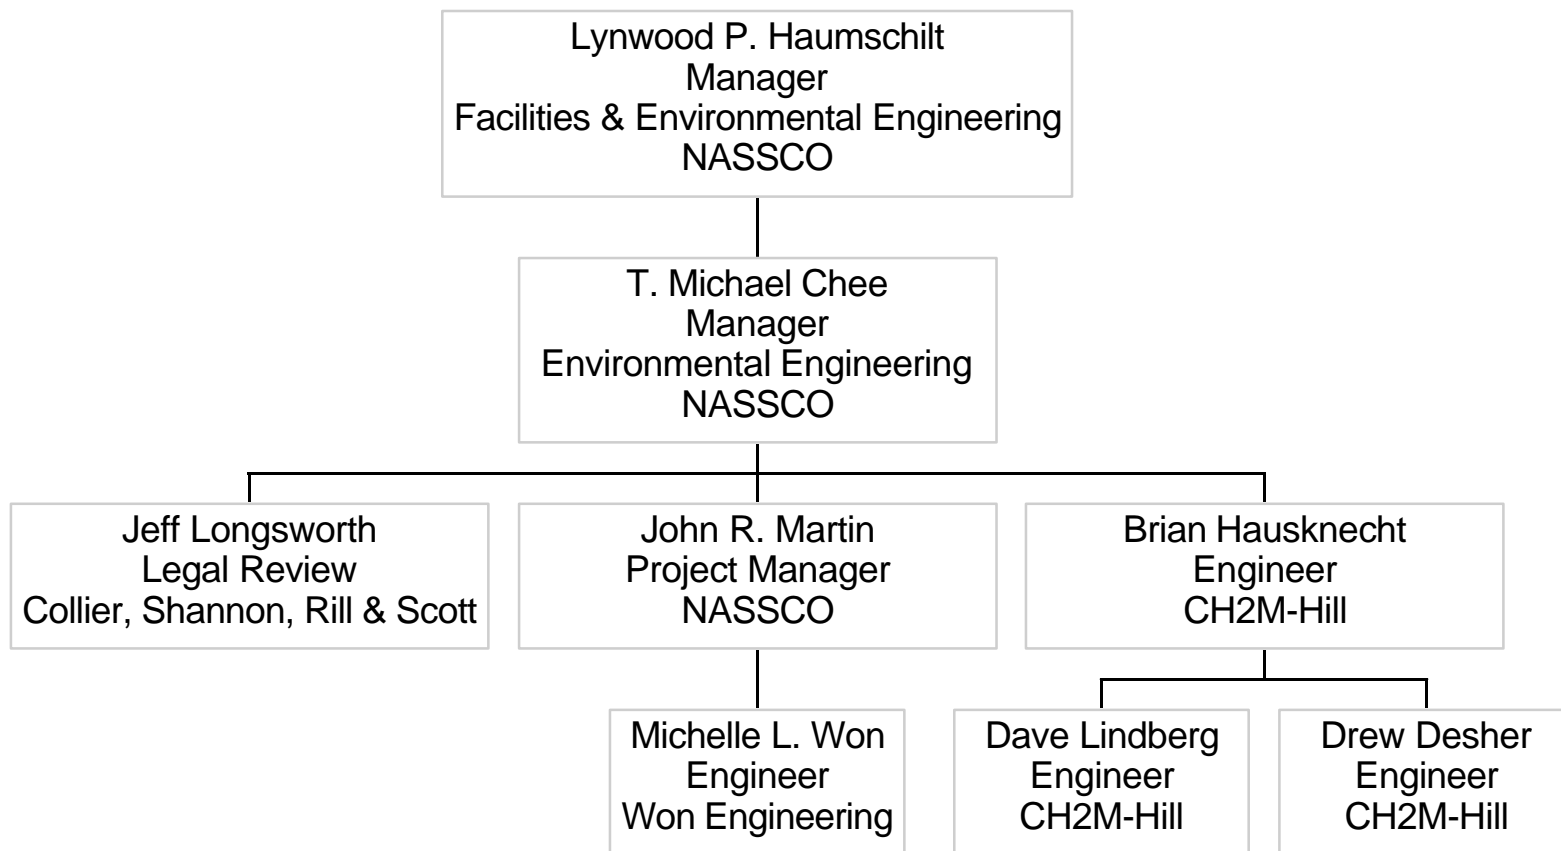 Lynwood P. Haumschilt
Manager
Facilities & Environmental Engineering
NASSCO
T. Michael Chee
Manager
Environmental Engineering
NASSCO
Jeff Longsworth
Legal Review
Collier, Shannon, Rill & Scott
John R. Martin
Project Manager
NASSCO
Brian Hausknecht
Engineer
CH2M-Hill
Michelle L. Won
Engineer
Won Engineering
Dave Lindberg
Engineer
CH2M-Hill
Drew Desher
Engineer
CH2M-Hill